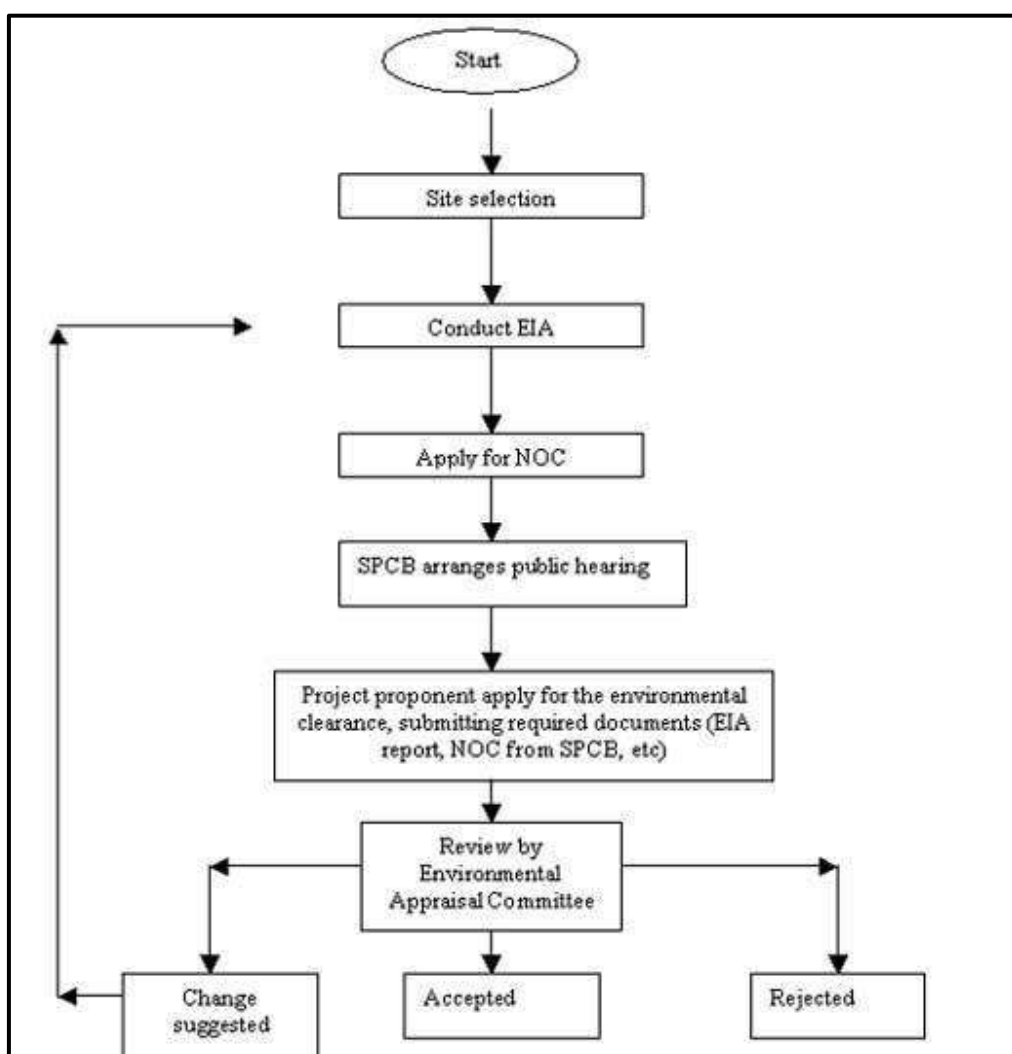 Start
Site selection
Conduct EIA
Apply for NOC
SPCB arranges public hearing
Project proponent apply for the environmental
clearance, submitting required documents (EIA
report, NOC from SPCB, etc)
Review by
Environmental
Appraisal Committee
Change
suggested
Accepted
Rejected